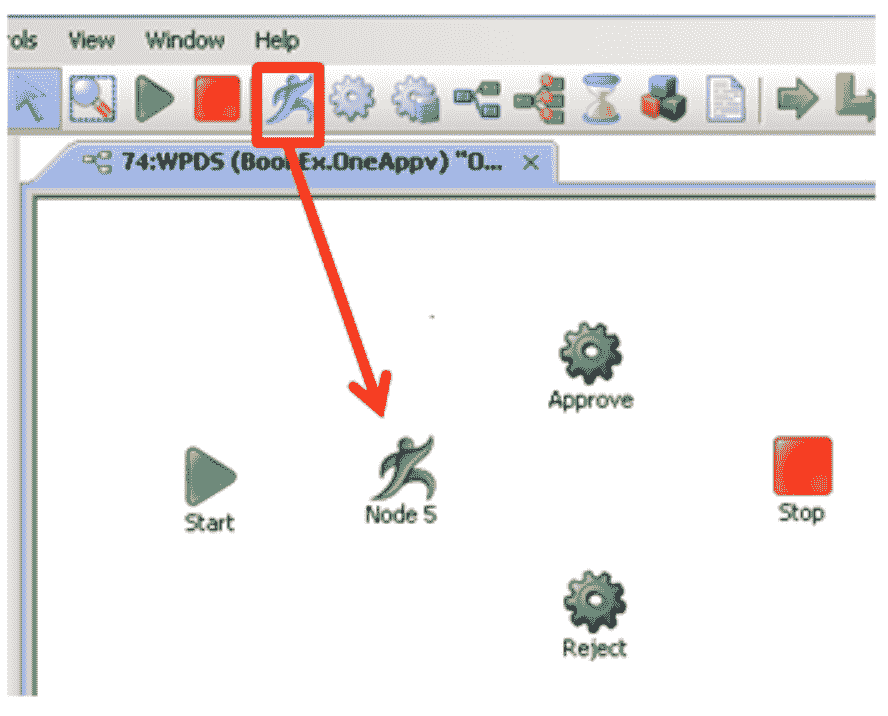 ols View Window Help
74:WPDS (BookEx.OneAppv) "O...
Approve
Start
Node 5
Stop
Reject